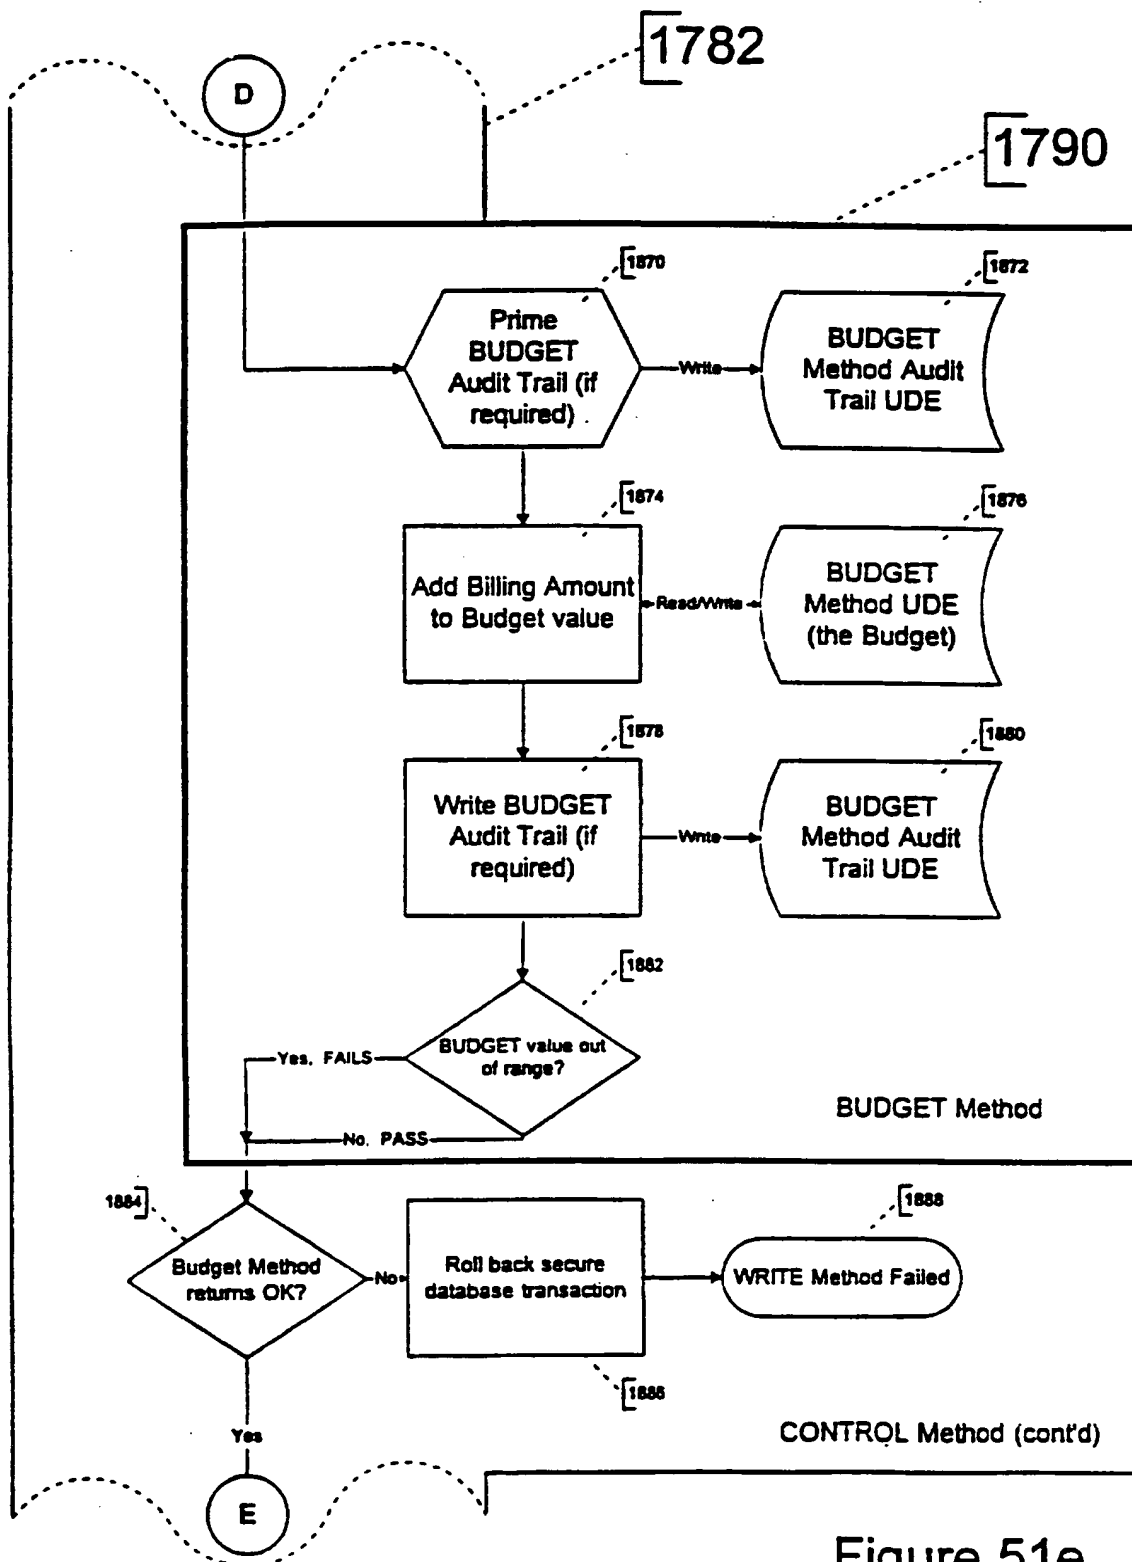 1782
D
1790
1870
1872
Prime
BUDGET
Audit Trail (if
required)
Write
BUDGET
Method Audit
Trail UDE
1874
1876
Add Billing Amount
to Budget value
Read/Write
BUDGET
Method UDE
(the Budget)
1878
1880
Write BUDGET
Audit Trail (if
required)
Write
BUDGET
Method Audit
Trail UDE
1882
BUDGET value out
of range?
Yes, FAILS
No, PASS
BUDGET Method
1884
1888
Budget Method
returns OK?
No
Roll back secure
database transaction
WRITE Method Failed
1886
Yes
CONTROL Method (cont'd)
E
Figure 51e